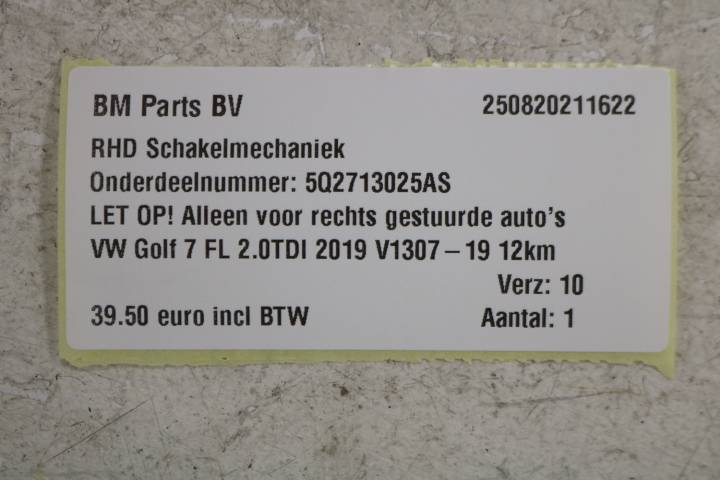 BM Parts BV 250820211622
RHD Schakelmechaniek
Onderdeelnummer: 5Q2713025AS
LET OP! Alleen voor rechts gestuurde auto's
VW Golf 7 FL 2.0TDI 2019 V1307-19 12km
Verz: 10
39.50 euro incl BTW Aantal: 1